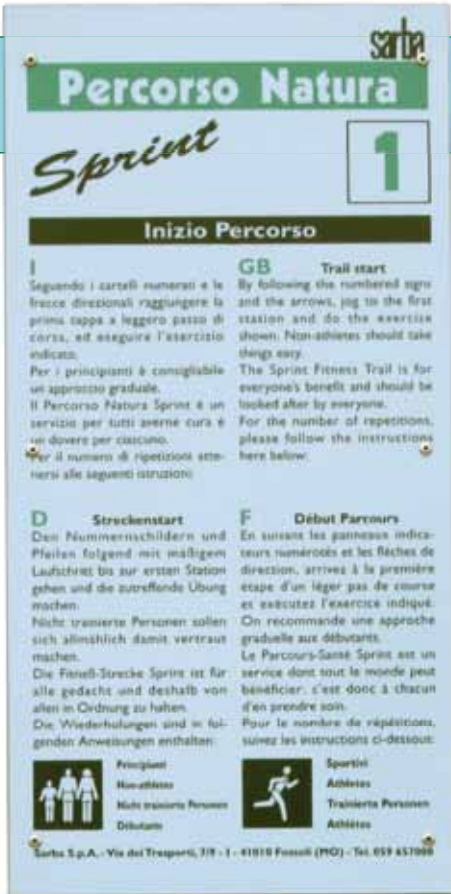 sarba
Percorso Natura
Sprint
1
Inizio Percorso
I
Seguendo i cartelli numerati e le
frecce direzionali raggiungere la
prima tappa a leggero passo di
corsa, ed eseguire l'esercizio
indicato.
Per i principianti è consigliabile
un approccio graduale.
Il Percorso Natura Sprint è un
servizio per tutti averne cura è
un dovere per ciascuno.
Per il numero di ripetizioni atte-
nersi alle seguenti istruzioni:
GB Trail start
By following the numbered signs
and the arrows, jog to the first
station and do the exercise
shown. Non-athletes should take
things easy.
The Sprint Fitness Trail is for
everyone's benefit and should be
looked after by everyone.
For the number of repetitions,
please follow the instructions
here below:
D Streckenstart
Den Nummernschildern und
Pfeilen folgend mit mäßigem
Laufschritt bis zur ersten Station
gehen und die zutreffende Übung
machen.
Nicht trainierte Personen sollen
sich allmählich damit vertraut
machen.
Die Fitneß-Strecke Sprint ist für
alle gedacht und deshalb von
allen in Ordnung zu halten.
Die Wiederholungen sind in fol-
genden Anweisungen enthalten:
F Début Parcours
En suivant les panneaux indica-
teurs numérotés et les flèches de
direction, arrivez à la première
étape d'un léger pas de course
et exécutez l'exercice indiqué.
On recommande une approche
graduelle aux débutants.
Le Parcours-Santé Sprint est un
service dont tout le monde peut
bénéficier, c'est donc à chacun
d'en prendre soin.
Pour le nombre de répétitions,
suivez les instructions ci-dessout:
Principianti
Non-athletes
Nicht trainierte Personen
Débutants
Sportivi
Athletes
Trainierte Personen
Athlètes
Sarba S.p.A. - Via dei Trasporti, 7/9 - I - 41010 Fossoli (MO) - Tel. 059 657000